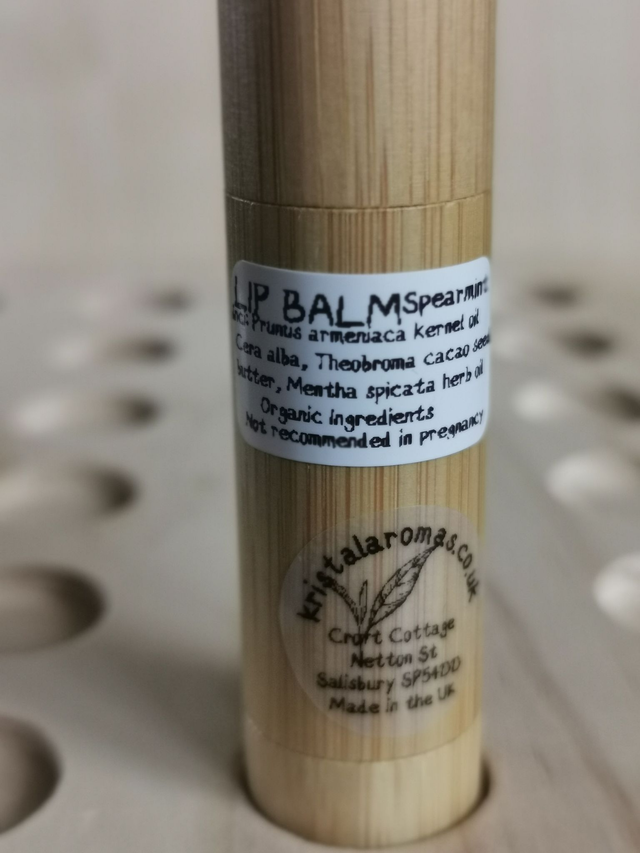 LIP BALM Spearmint
Inci: Prunus armeniaca kernel oil
Cera alba, Theobroma cacao seed
butter, Mentha spicata herb oil
Organic ingredients
Not recommended in pregnancy
kristalaromas.co.uk
Croft Cottage
Netton St
Salisbury SP54DD
Made in the UK